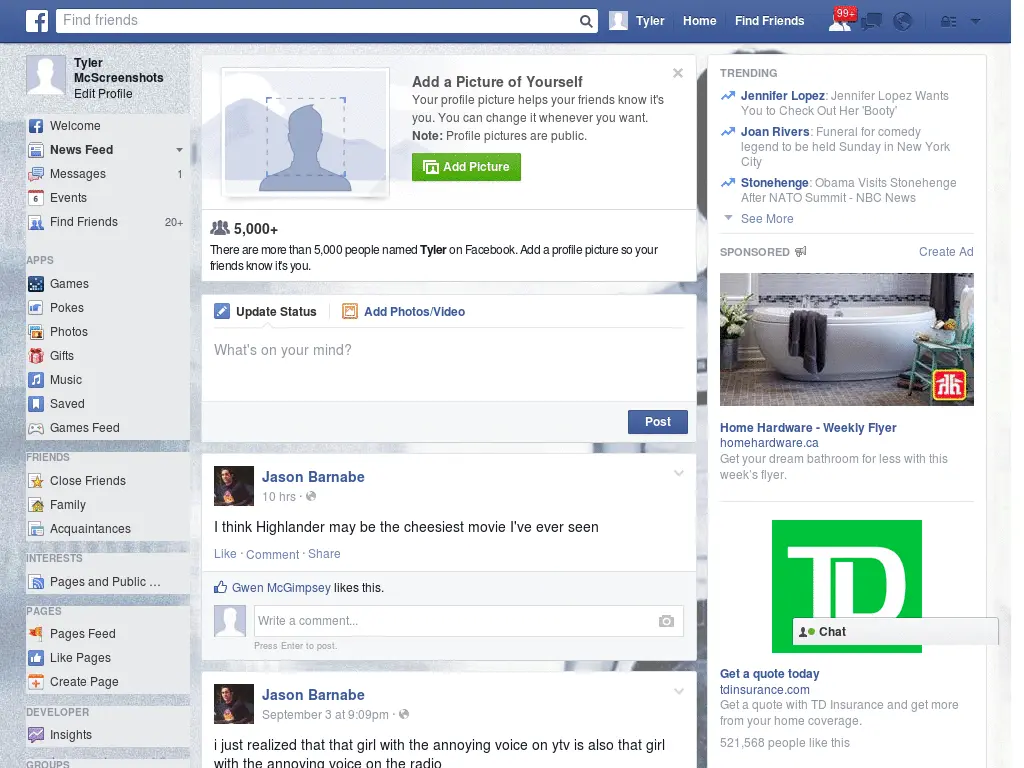 Find friends
Tyler
Home
Find Friends
99+
Tyler
McScreenshots
Edit Profile
Welcome
News Feed
Messages 1
6 Events
Find Friends 20+
APPS
Games
Pokes
Photos
Gifts
Music
Saved
Games Feed
FRIENDS
Close Friends
Family
Acquaintances
INTERESTS
Pages and Public ...
PAGES
Pages Feed
Like Pages
Create Page
DEVELOPER
Insights
GROUPS
Add a Picture of Yourself
Your profile picture helps your friends know it's
you. You can change it whenever you want.
Note: Profile pictures are public.
Add Picture
5,000+
There are more than 5,000 people named Tyler on Facebook. Add a profile picture so your
friends know it's you.
Update Status
Add Photos/Video
What's on your mind?
Post
Jason Barnabe
10 hrs ·
I think Highlander may be the cheesiest movie I've ever seen
Like · Comment · Share
Gwen McGimpsey likes this.
Write a comment...
Press Enter to post.
Jason Barnabe
September 3 at 9:09pm ·
i just realized that that girl with the annoying voice on ytv is also that girl
with the annoying voice on the radio
TRENDING
Jennifer Lopez: Jennifer Lopez Wants
You to Check Out Her 'Booty'
Joan Rivers: Funeral for comedy
legend to be held Sunday in New York
City
Stonehenge: Obama Visits Stonehenge
After NATO Summit - NBC News
See More
SPONSORED
Create Ad
Home Hardware - Weekly Flyer
homehardware.ca
Get your dream bathroom for less with this
week's flyer.
TD
Chat
Get a quote today
tdinsurance.com
Get a quote with TD Insurance and get more
from your home coverage.
521,568 people like this